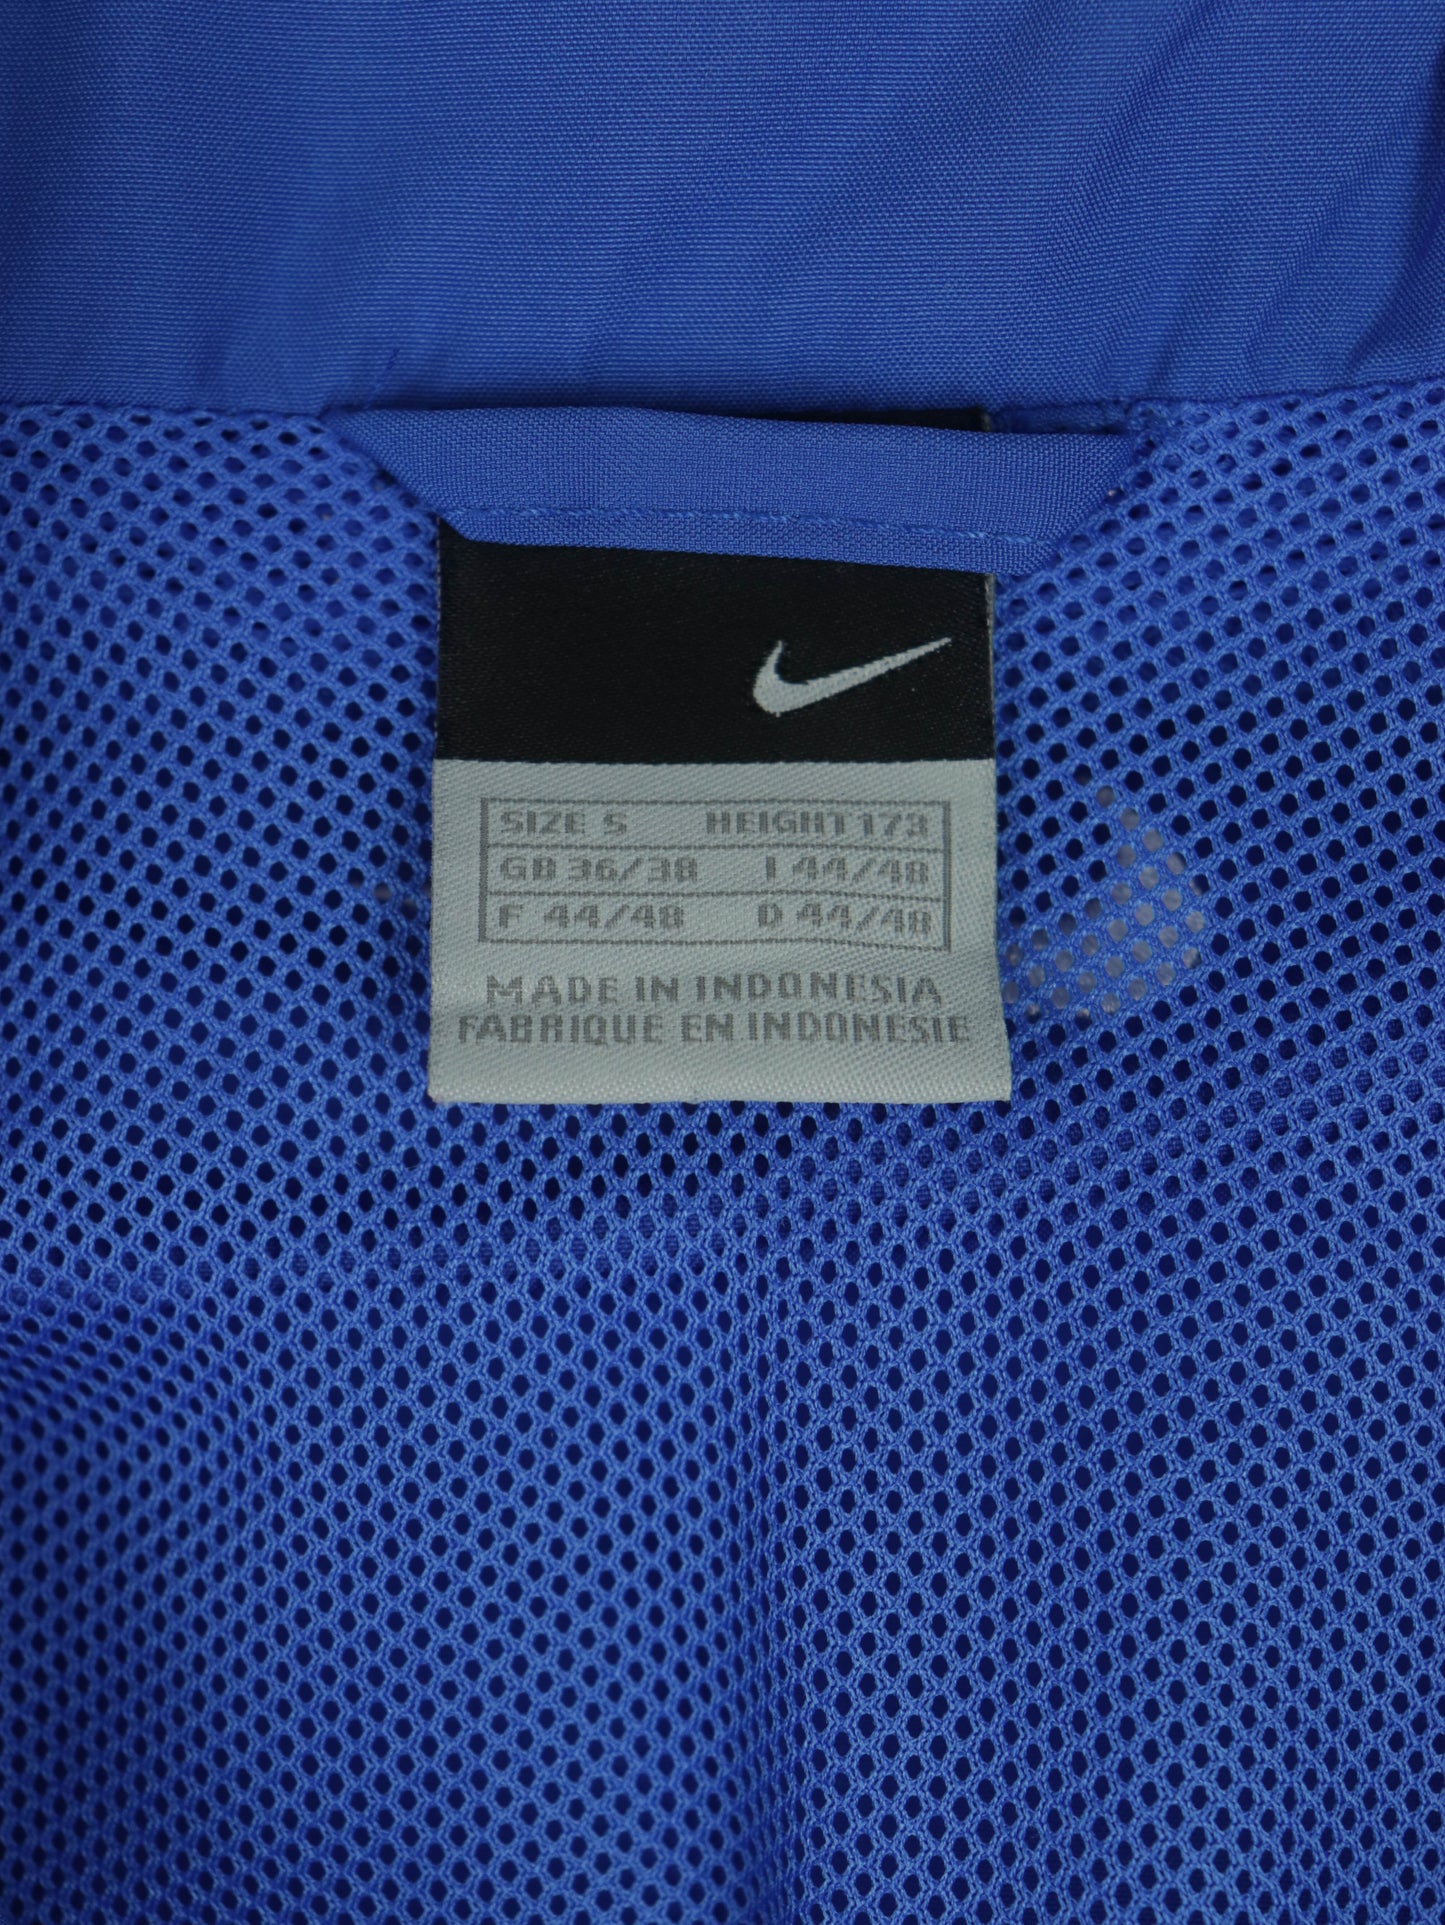 SIZE S HEIGHT 173
GB 36/38 I 44/48
F 44/48 D 44/48
MADE IN INDONESIA
FABRIQUE EN INDONESIE